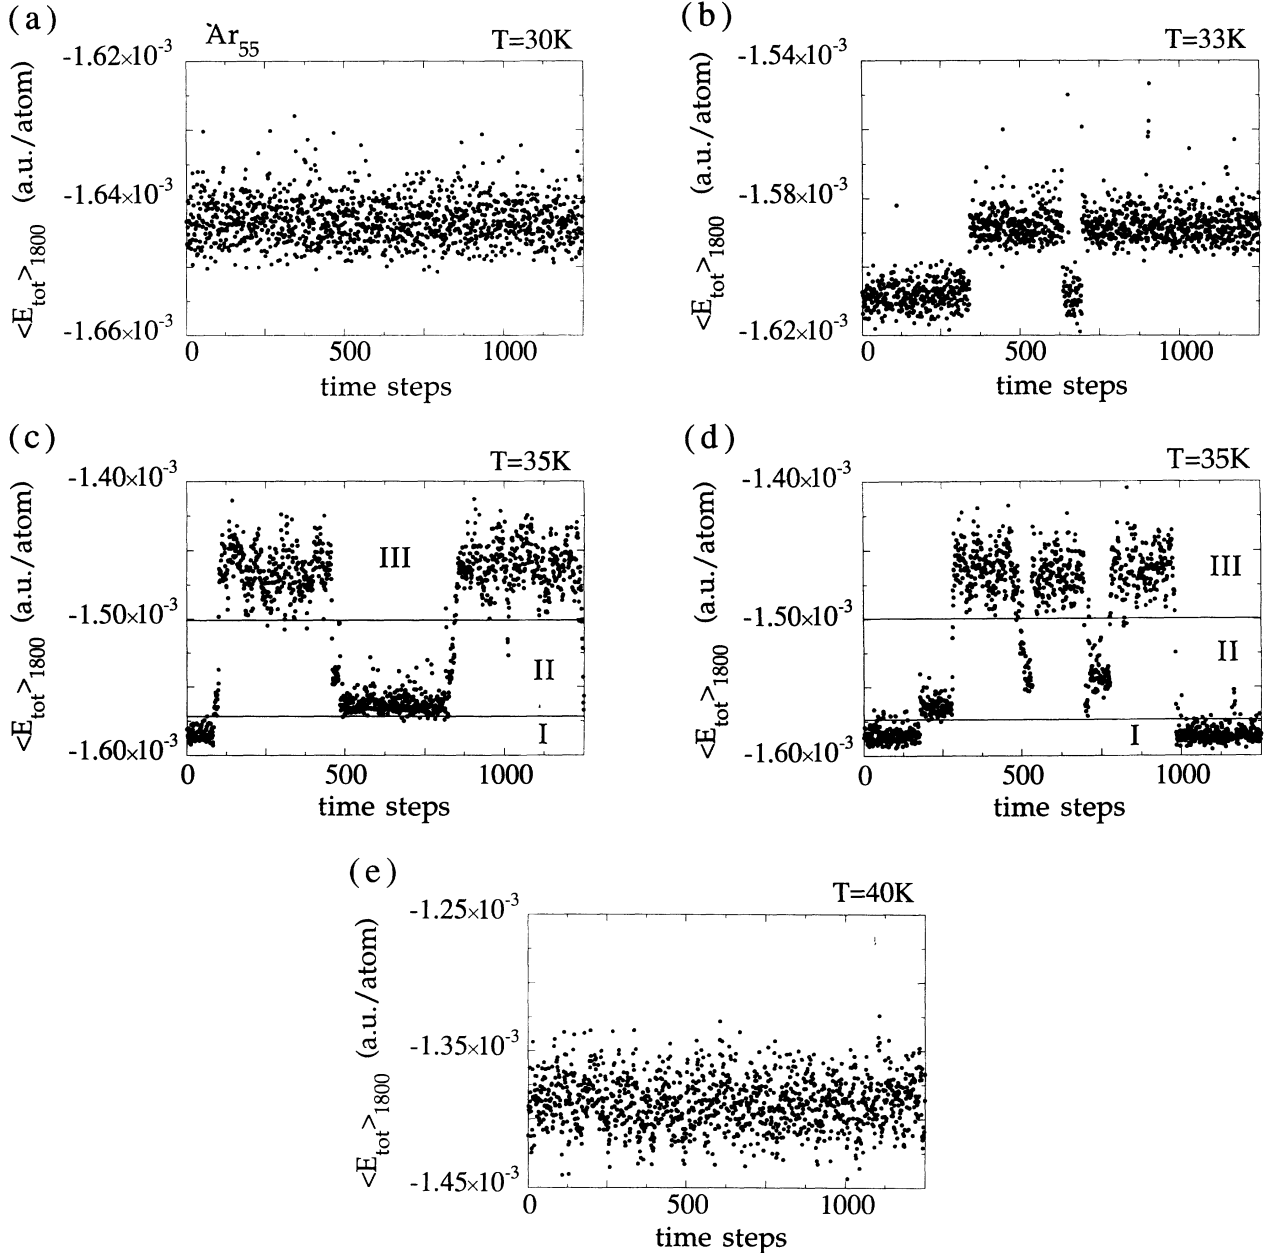 (a)
Ar55
T=30K
-1.62×10-3
-1.64×10-3
-1.66×10-3
<Etot>1800 (a.u./atom)
0 500 1000
time steps
(b)
T=33K
-1.54×10-3
-1.58×10-3
-1.62×10-3
<Etot>1800 (a.u./atom)
0 500 1000
time steps
(c)
T=35K
-1.40×10-3
-1.50×10-3
-1.60×10-3
<Etot>1800 (a.u./atom)
III
II
I
0 500 1000
time steps
(d)
T=35K
-1.40×10-3
-1.50×10-3
-1.60×10-3
<Etot>1800 (a.u./atom)
III
II
I
0 500 1000
time steps
(e)
T=40K
-1.25×10-3
-1.35×10-3
-1.45×10-3
<Etot>1800 (a.u./atom)
0 500 1000
time steps